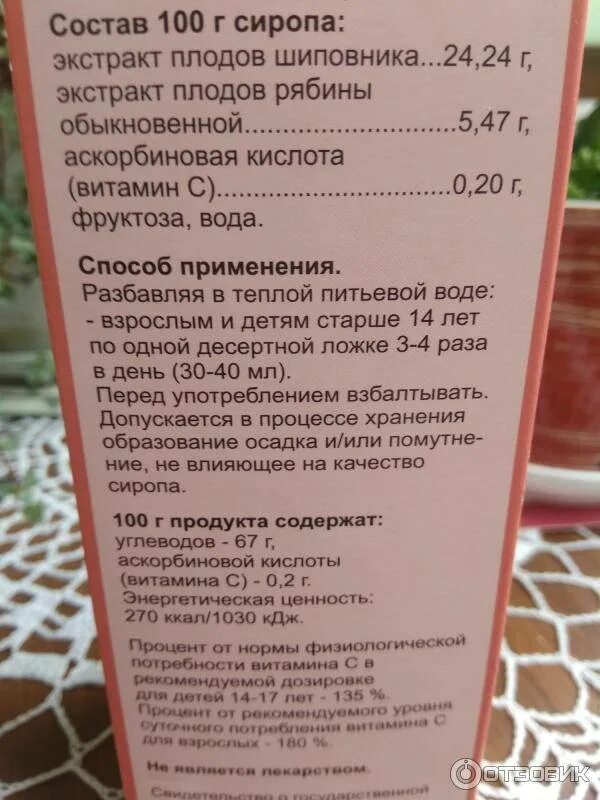 Состав 100 г сиропа:
экстракт плодов шиповника...24,24 г,
экстракт плодов рябины
обыкновенной............................5,47 г,
аскорбиновая кислота
(витамин С)...............................0,20 г,
фруктоза, вода.
Способ применения.
Разбавляя в теплой питьевой воде:
- взрослым и детям старше 14 лет
по одной десертной ложке 3-4 раза
в день (30-40 мл).
Перед употреблением взбалтывать.
Допускается в процессе хранения
образование осадка и/или помутне-
ние, не влияющее на качество
сиропа.
100 г продукта содержат:
углеводов - 67 г,
аскорбиновой кислоты
(витамина С) - 0,2 г.
Энергетическая ценность:
270 ккал/1030 кДж.
Процент от нормы физиологической
потребности витамина С в
рекомендуемой дозировке
для детей 14-17 лет - 135 %.
Процент от рекомендуемого уровня
суточного потребления витамина С
для взрослых - 180 %.
Не является лекарством.
Свидетельство о государственной
ОТЗОВИК